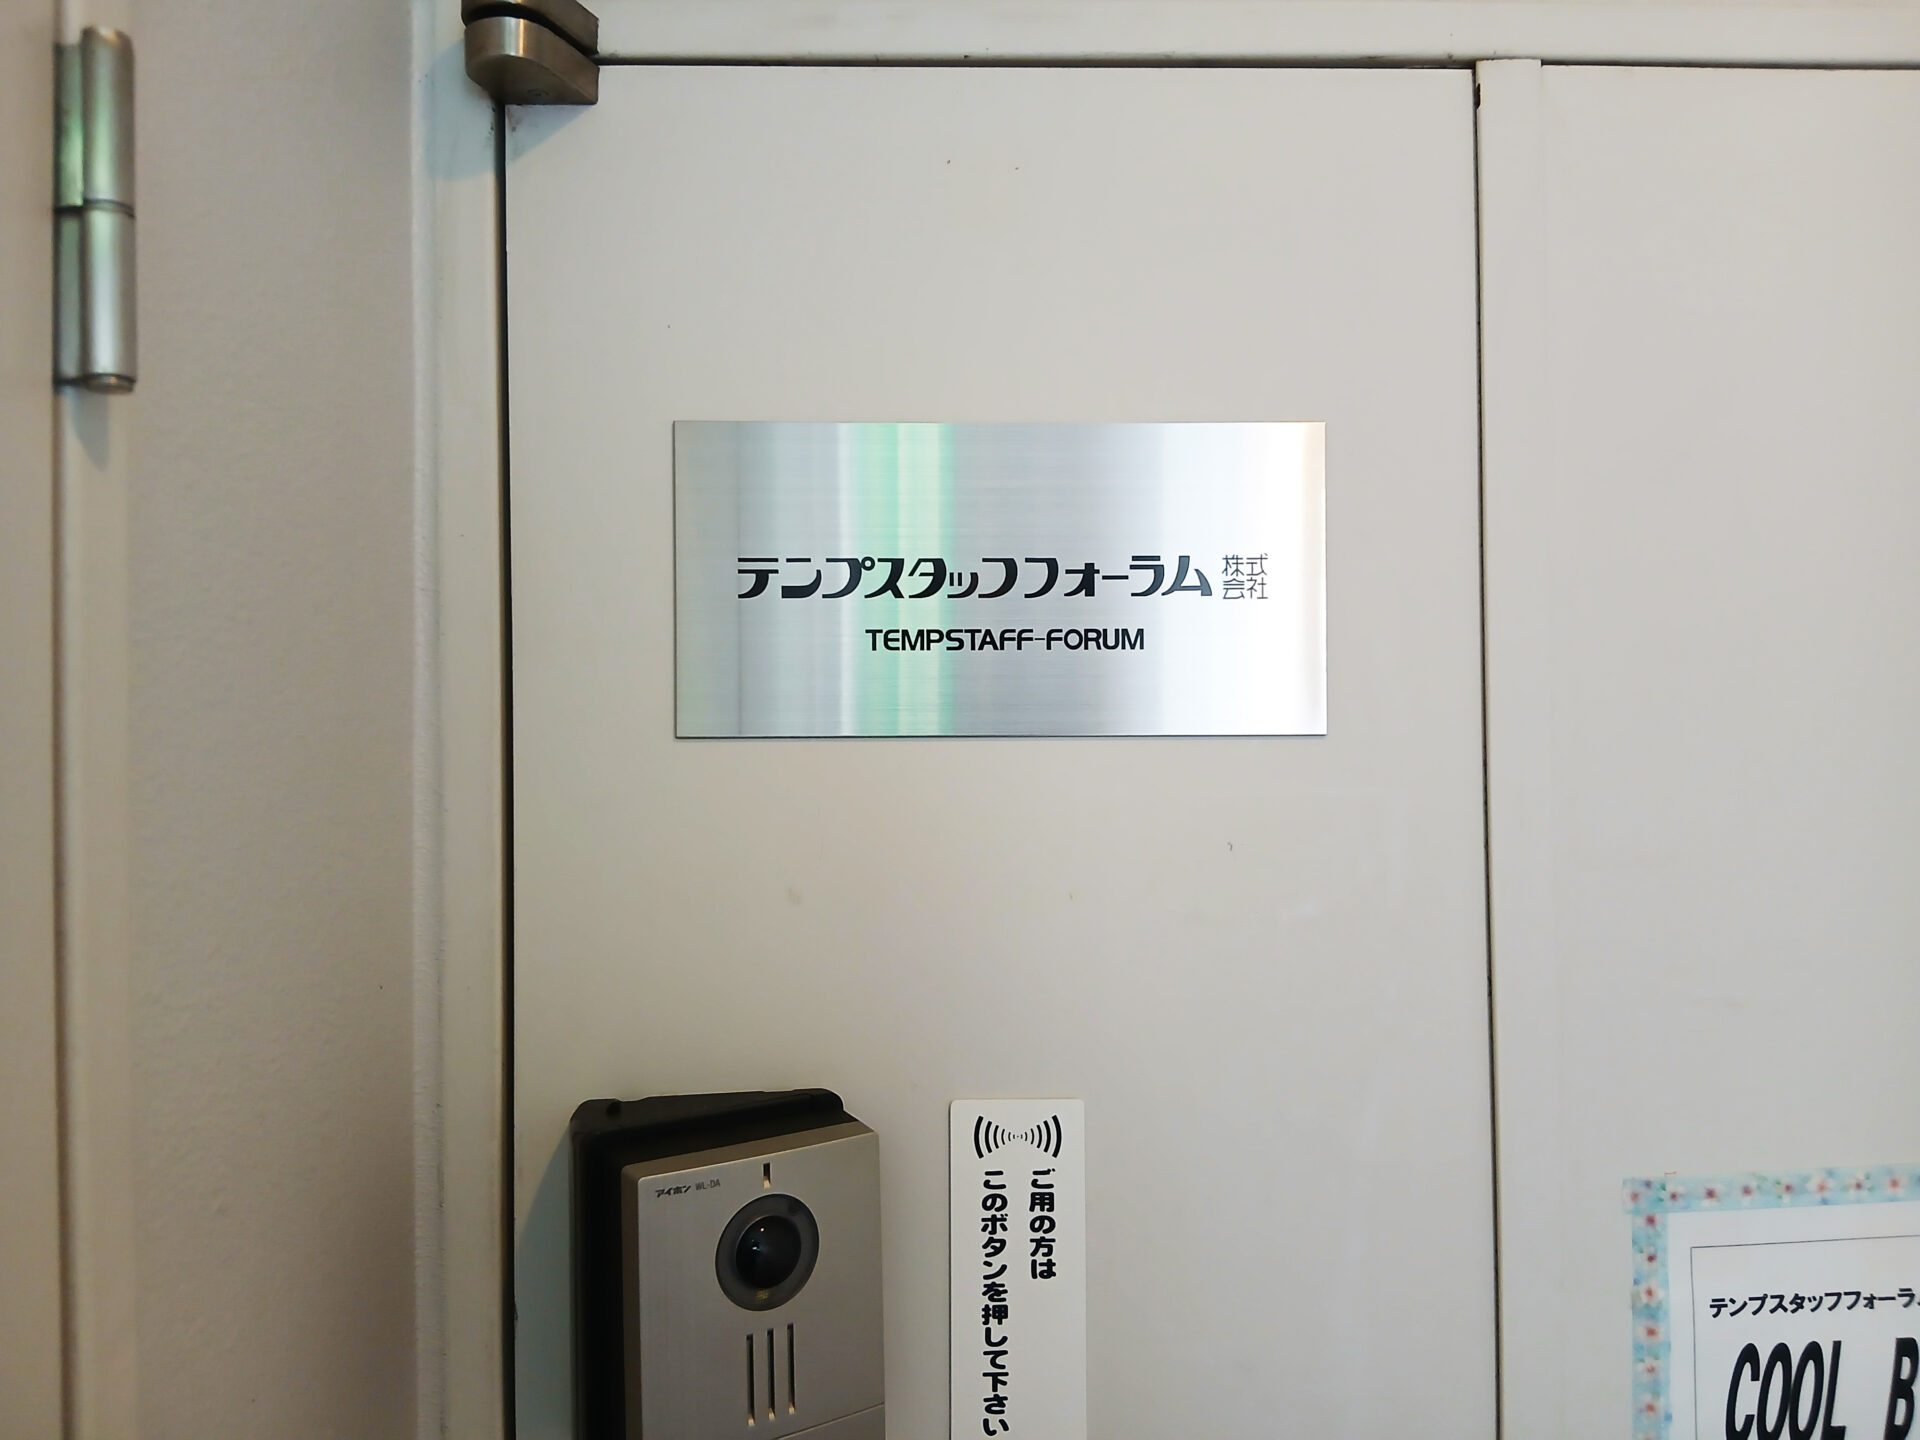 テンプスタッフフォーラム株式会社
TEMPSTAFF-FORUM
アイホン WL-DA
ご用の方は
このボタンを押して下さい
テンプスタッフフォーラ
COOL B